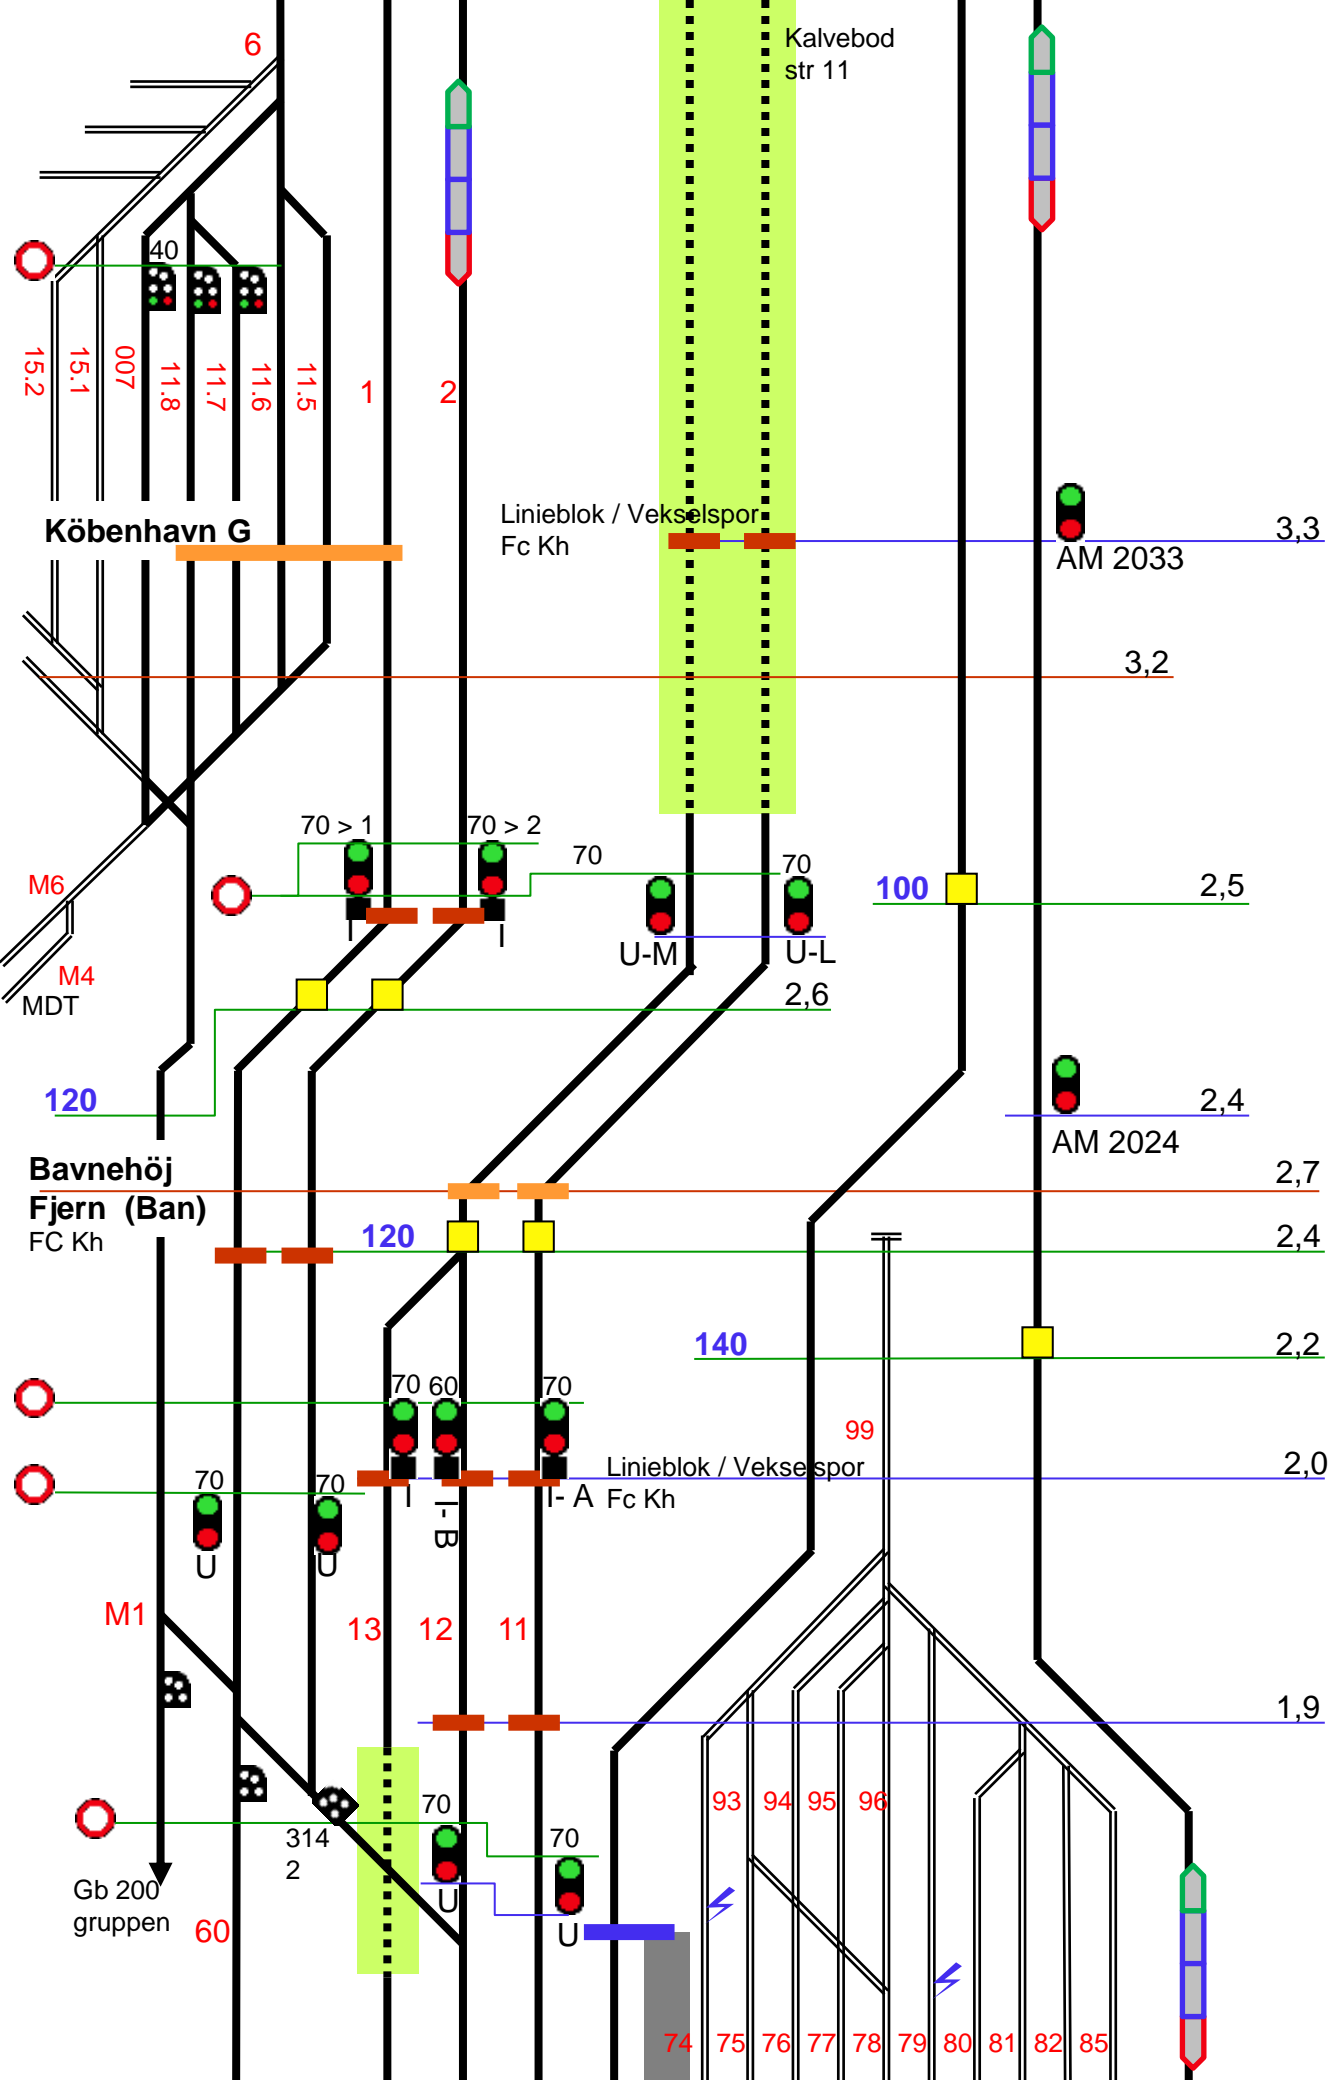 Kalvebod
str 11
6
40
15.2
15.1
007
11.8
11.7
11.6
11.5
1
2
Köbenhavn G
Linieblok / Vekselspor
Fc Kh
3,3
AM 2033
3,2
70 > 1
70 > 2
70
70
M6
100
2,5
I
I
U-M
U-L
M4
MDT
2,6
120
2,4
AM 2024
Bavnehöj
Fjern (Ban)
FC Kh
2,7
120
2,4
140
2,2
70
60
70
99
Linieblok / Vekselspor
Fc Kh
2,0
70
70
I
I- B
I- A
U
U
M1
13
12
11
1,9
93
94
95
96
70
314
2
70
Gb 200
gruppen
U
U
60
74
75
76
77
78
79
80
81
82
85